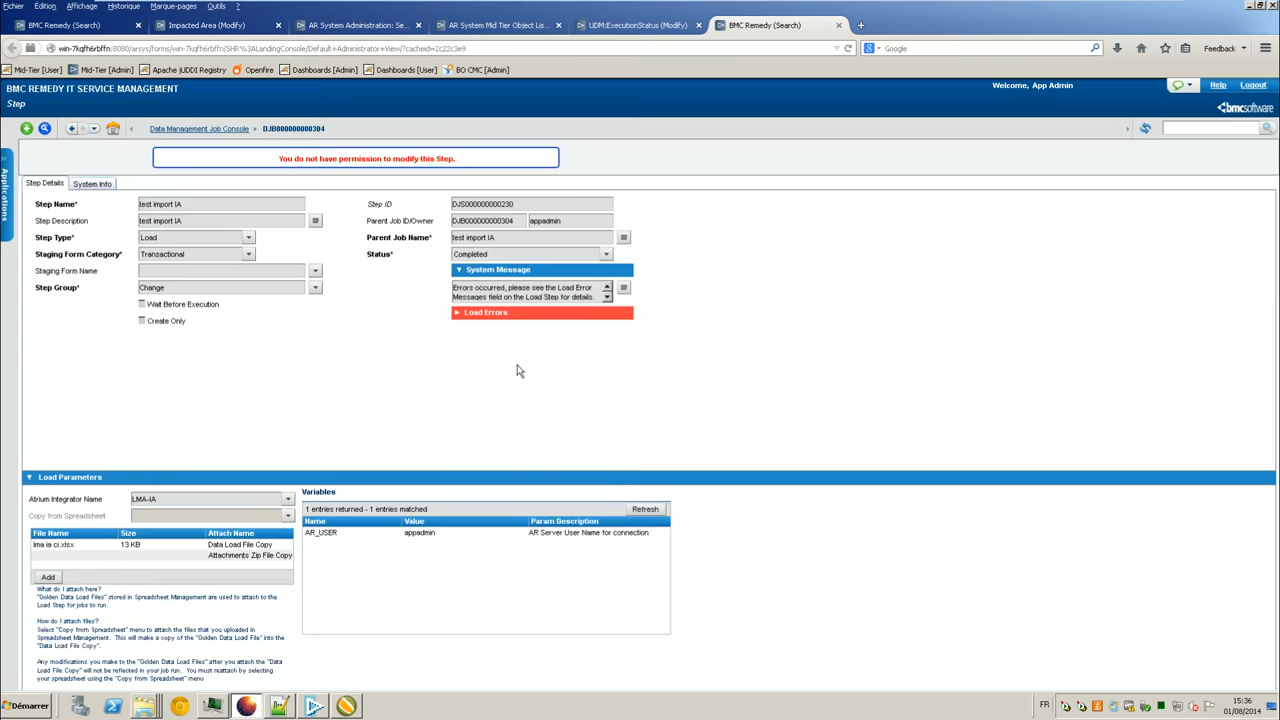 Fichier Édition Affichage Historique Marque-pages Outils ?
BMC Remedy (Search) × Impacted Area (Modify) × AR System Administration: Se... × AR System Mid Tier Object Lis... × UDM:ExecutionStatus (Modify) × BMC Remedy (Search) × +
win-7kqfh6rbffn:8080/arsys/forms/win-7kqfh6rbffn/SHR%3ALandingConsole/Default+Administrator+View/?cacheid=2c22c3e9 Google Feedback
Mid-Tier [User] Mid-Tier [Admin] Apache jUDDI Registry Openfire Dashboards [Admin] Dashboards [User] BO CMC [Admin]
BMC REMEDY IT SERVICE MANAGEMENT Welcome, App Admin Help Logout
Step bmcsoftware
Data Management Job Console > DJB000000000304
You do not have permission to modify this Step.
Applications
Step Details System Info
Step Name* test import IA Step ID DJS000000000230
Step Description test import IA Parent Job ID/Owner DJB000000000304 appadmin
Step Type* Load Parent Job Name* test import IA
Staging Form Category* Transactional Status* Completed
Staging Form Name System Message
Step Group* Change Errors occurred, please see the Load Error
Messages field on the Load Step for details.
Wait Before Execution
Load Errors
Create Only
Load Parameters
Atrium Integrator Name LMA-IA
Copy from Spreadsheet
File Name Size Attach Name
lma ia ci.xlsx 13 KB Data Load File Copy
Attachments Zip File Copy
Add
What do I attach here?
"Golden Data Load Files" stored in Spreadsheet Management are used to attach to the
Load Step for jobs to run.
How do I attach files?
Select "Copy from Spreadsheet" menu to attach the files that you uploaded in
Spreadsheet Management. This will make a copy of the "Golden Data File" into the
"Data Load File Copy".
Any modifications you make to the "Golden Data Load Files" after you attach the "Data
Load File Copy" will not be reflected in your job run. You must reattach by selecting
your spreadsheet using the "Copy from Spreadsheet" menu
Variables
1 entries returned - 1 entries matched Refresh
Name Value Param Description
AR_USER appadmin AR Server User Name for connection
Démarrer FR 15:36
01/08/2014